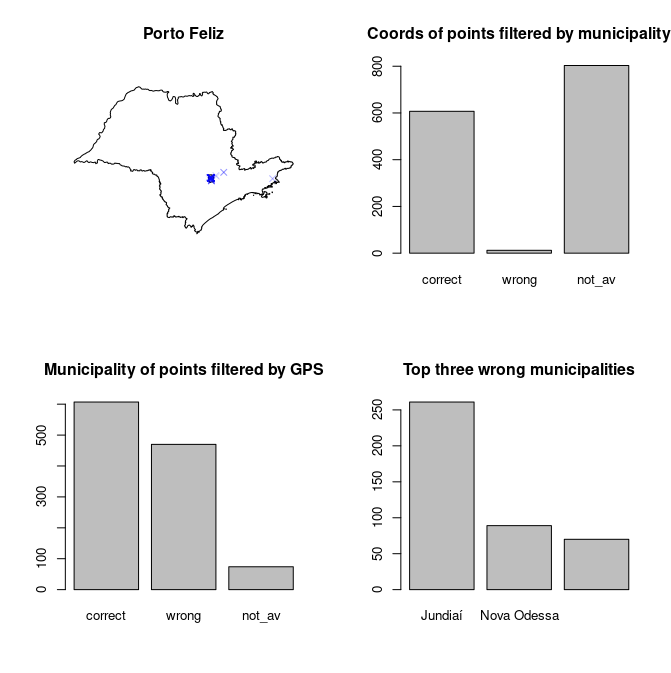 Porto Feliz
Coords of points filtered by municipality
800
600
400
200
0
correct wrong not_av
Municipality of points filtered by GPS
500
300
100
0
correct wrong not_av
Top three wrong municipalities
250
200
150
100
50
0
Jundiaí Nova Odessa